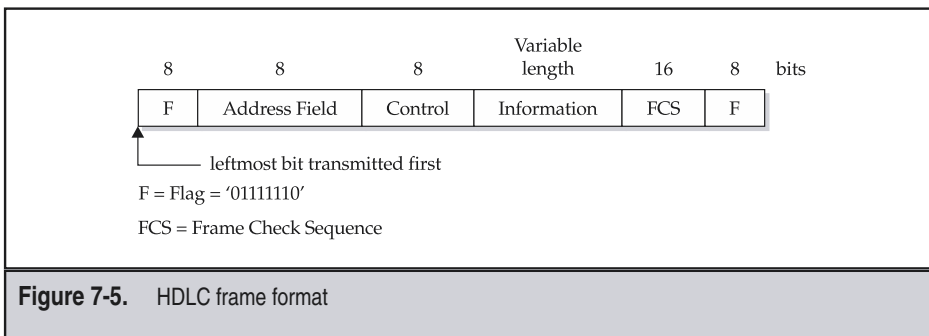 Variable
8 8 8 length 16 8 bits
F Address Field Control Information FCS F
leftmost bit transmitted first
F = Flag = ‘01111110’
FCS = Frame Check Sequence
Figure 7-5. HDLC frame format